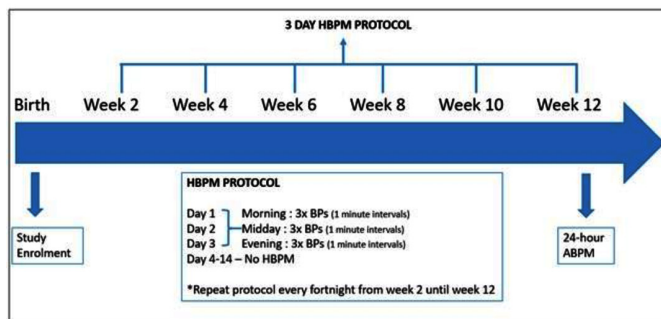 3 DAY HBPM PROTOCOL
Birth Week 2 Week 4 Week 6 Week 8 Week 10 Week 12
HBPM PROTOCOL
Day 1 Morning : 3x BPs (1 minute intervals)
Day 2 Midday : 3x BPs (1 minute intervals)
Day 3 Evening : 3x BPs (1 minute intervals)
Day 4-14 – No HBPM
*Repeat protocol every fortnight from week 2 until week 12
Study
Enrolment
24-hour
ABPM